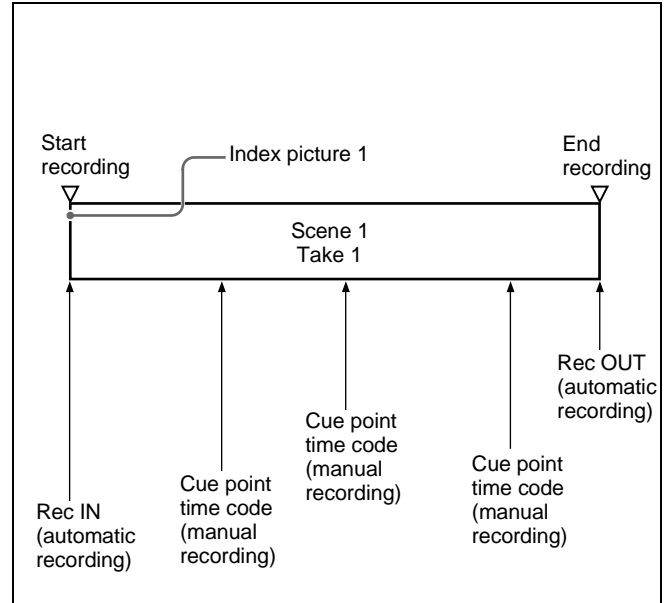 Start
recording
Index picture 1
End
recording
Scene 1
Take 1
Rec IN
(automatic
recording)
Cue point
time code
(manual
recording)
Cue point
time code
(manual
recording)
Cue point
time code
(manual
recording)
Rec OUT
(automatic
recording)